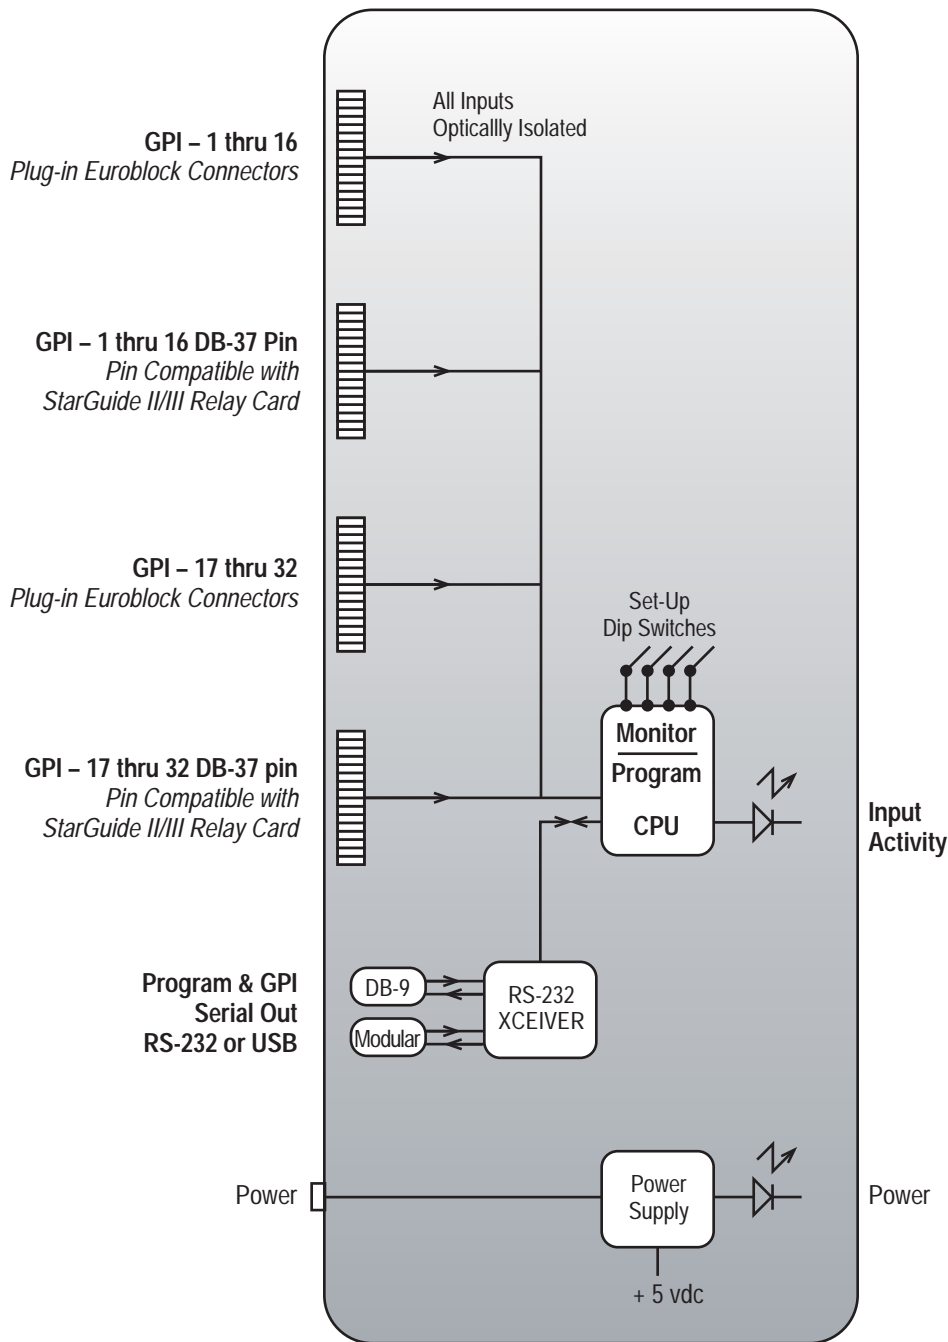 All Inputs
Opticallly Isolated
GPI – 1 thru 16
Plug-in Euroblock Connectors
GPI – 1 thru 16 DB-37 Pin
Pin Compatible with
StarGuide II/III Relay Card
GPI – 17 thru 32
Plug-in Euroblock Connectors
Set-Up
Dip Switches
Monitor
Program
CPU
GPI – 17 thru 32 DB-37 pin
Pin Compatible with
StarGuide II/III Relay Card
Input
Activity
Program & GPI
Serial Out
RS-232 or USB
DB-9
Modular
RS-232
XCEIVER
Power
Power
Supply
Power
+ 5 vdc